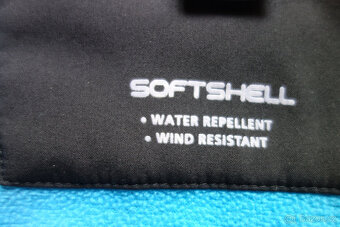 SOFTSHELL
• WATER REPELLENT
• WIND RESISTANT